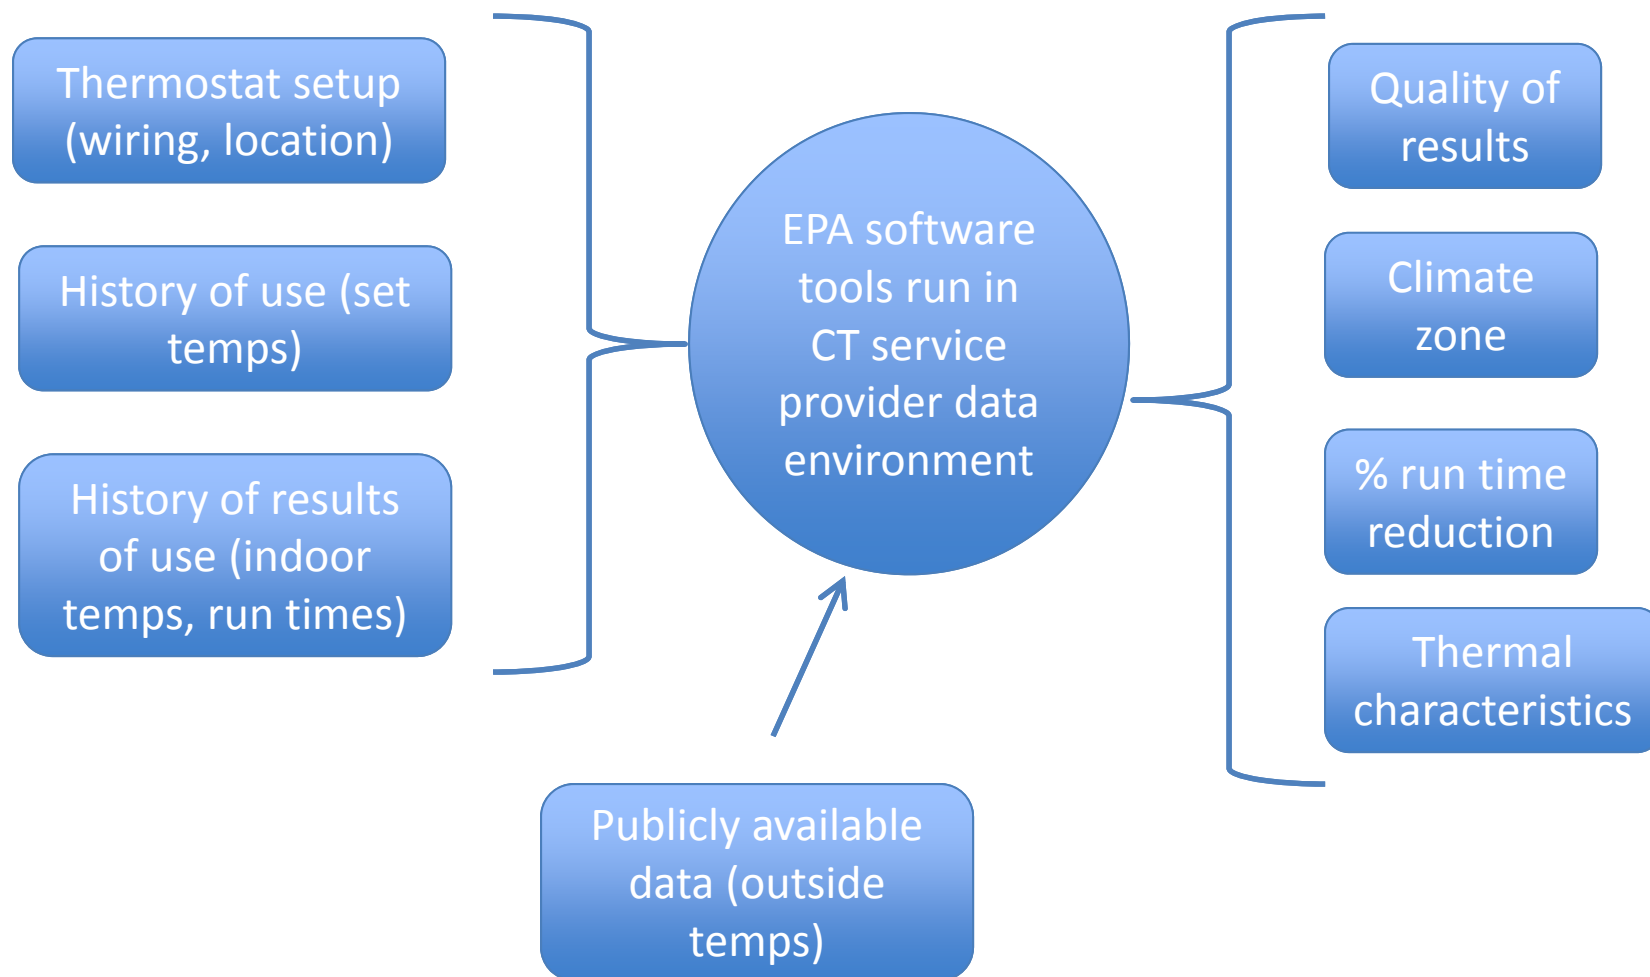 Thermostat setup
(wiring, location)
History of use (set
temps)
History of results
of use (indoor
temps, run times)
EPA software
tools run in
CT service
provider data
environment
Publicly available
data (outside
temps)
Quality of
results
Climate
zone
% run time
reduction
Thermal
characteristics